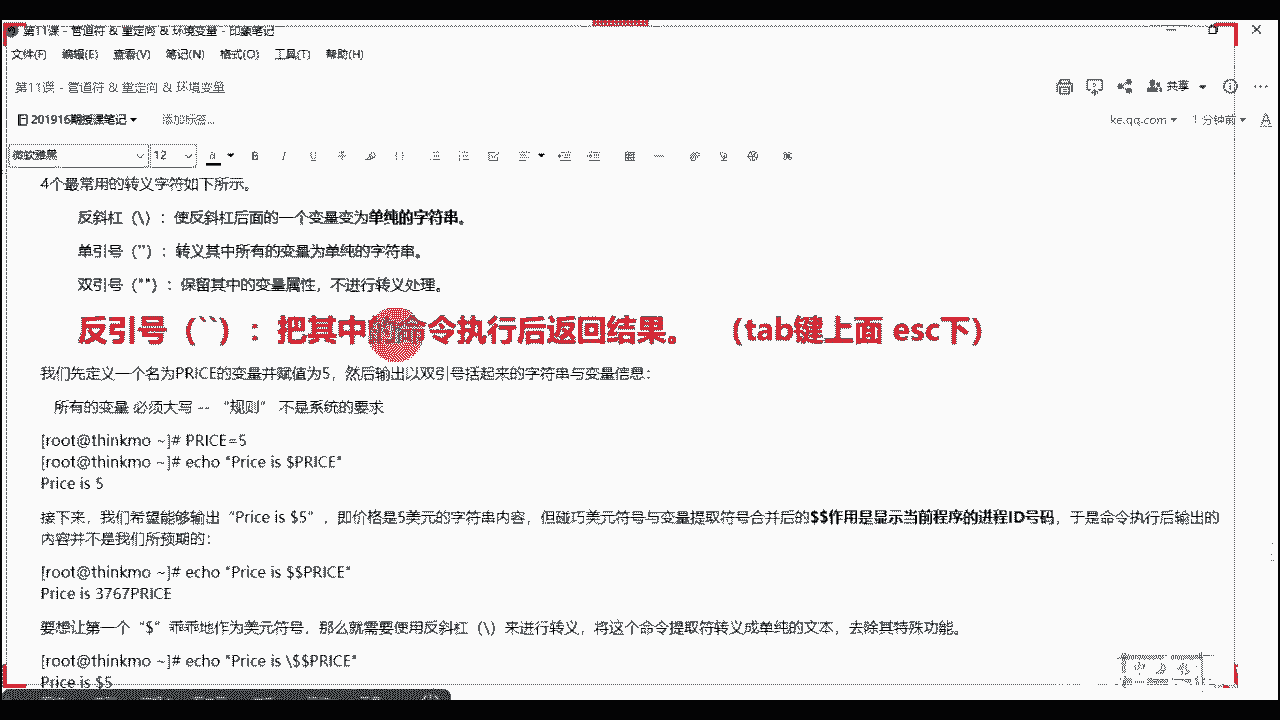 第11课 - 管道符 & 重定向 & 环境变量 - 印象笔记
文件(F) 编辑(E) 查看(V) 笔记(N) 格式(O) 工具(T) 帮助(H)
第11课 - 管道符 & 重定向 & 环境变量
共享
201916期授课笔记 添加标签...
ke.qq.com 1 分钟前
微软雅黑 12
4个最常用的转义字符如下所示。
反斜杠（\）：使反斜杠后面的一个变量变为单纯的字符串。
单引号（''）：转义其中所有的变量为单纯的字符串。
双引号（""）：保留其中的变量属性，不进行转义处理。
反引号（``）：把其中的命令执行后返回结果。 （tab键上面 esc下）
我们先定义一个名为PRICE的变量并赋值为5，然后输出以双引号括起来的字符串与变量信息：
所有的变量 必须大写 -- “规则” 不是系统的要求
[root@thinkmo ~]# PRICE=5
[root@thinkmo ~]# echo "Price is $PRICE"
Price is 5
接下来，我们希望能够输出“Price is $5”，即价格是5美元的字符串内容，但碰巧美元符号与变量提取符号合并后的$$作用是显示当前程序的进程ID号码，于是命令执行后输出的
内容并不是我们所预期的：
[root@thinkmo ~]# echo "Price is $$PRICE"
Price is 3767PRICE
要想让第一个“$”乖乖地作为美元符号，那么就需要使用反斜杠（\）来进行转义，将这个命令提取符转义成单纯的文本，去除其特殊功能。
[root@thinkmo ~]# echo "Price is \$$PRICE"
Price is $5